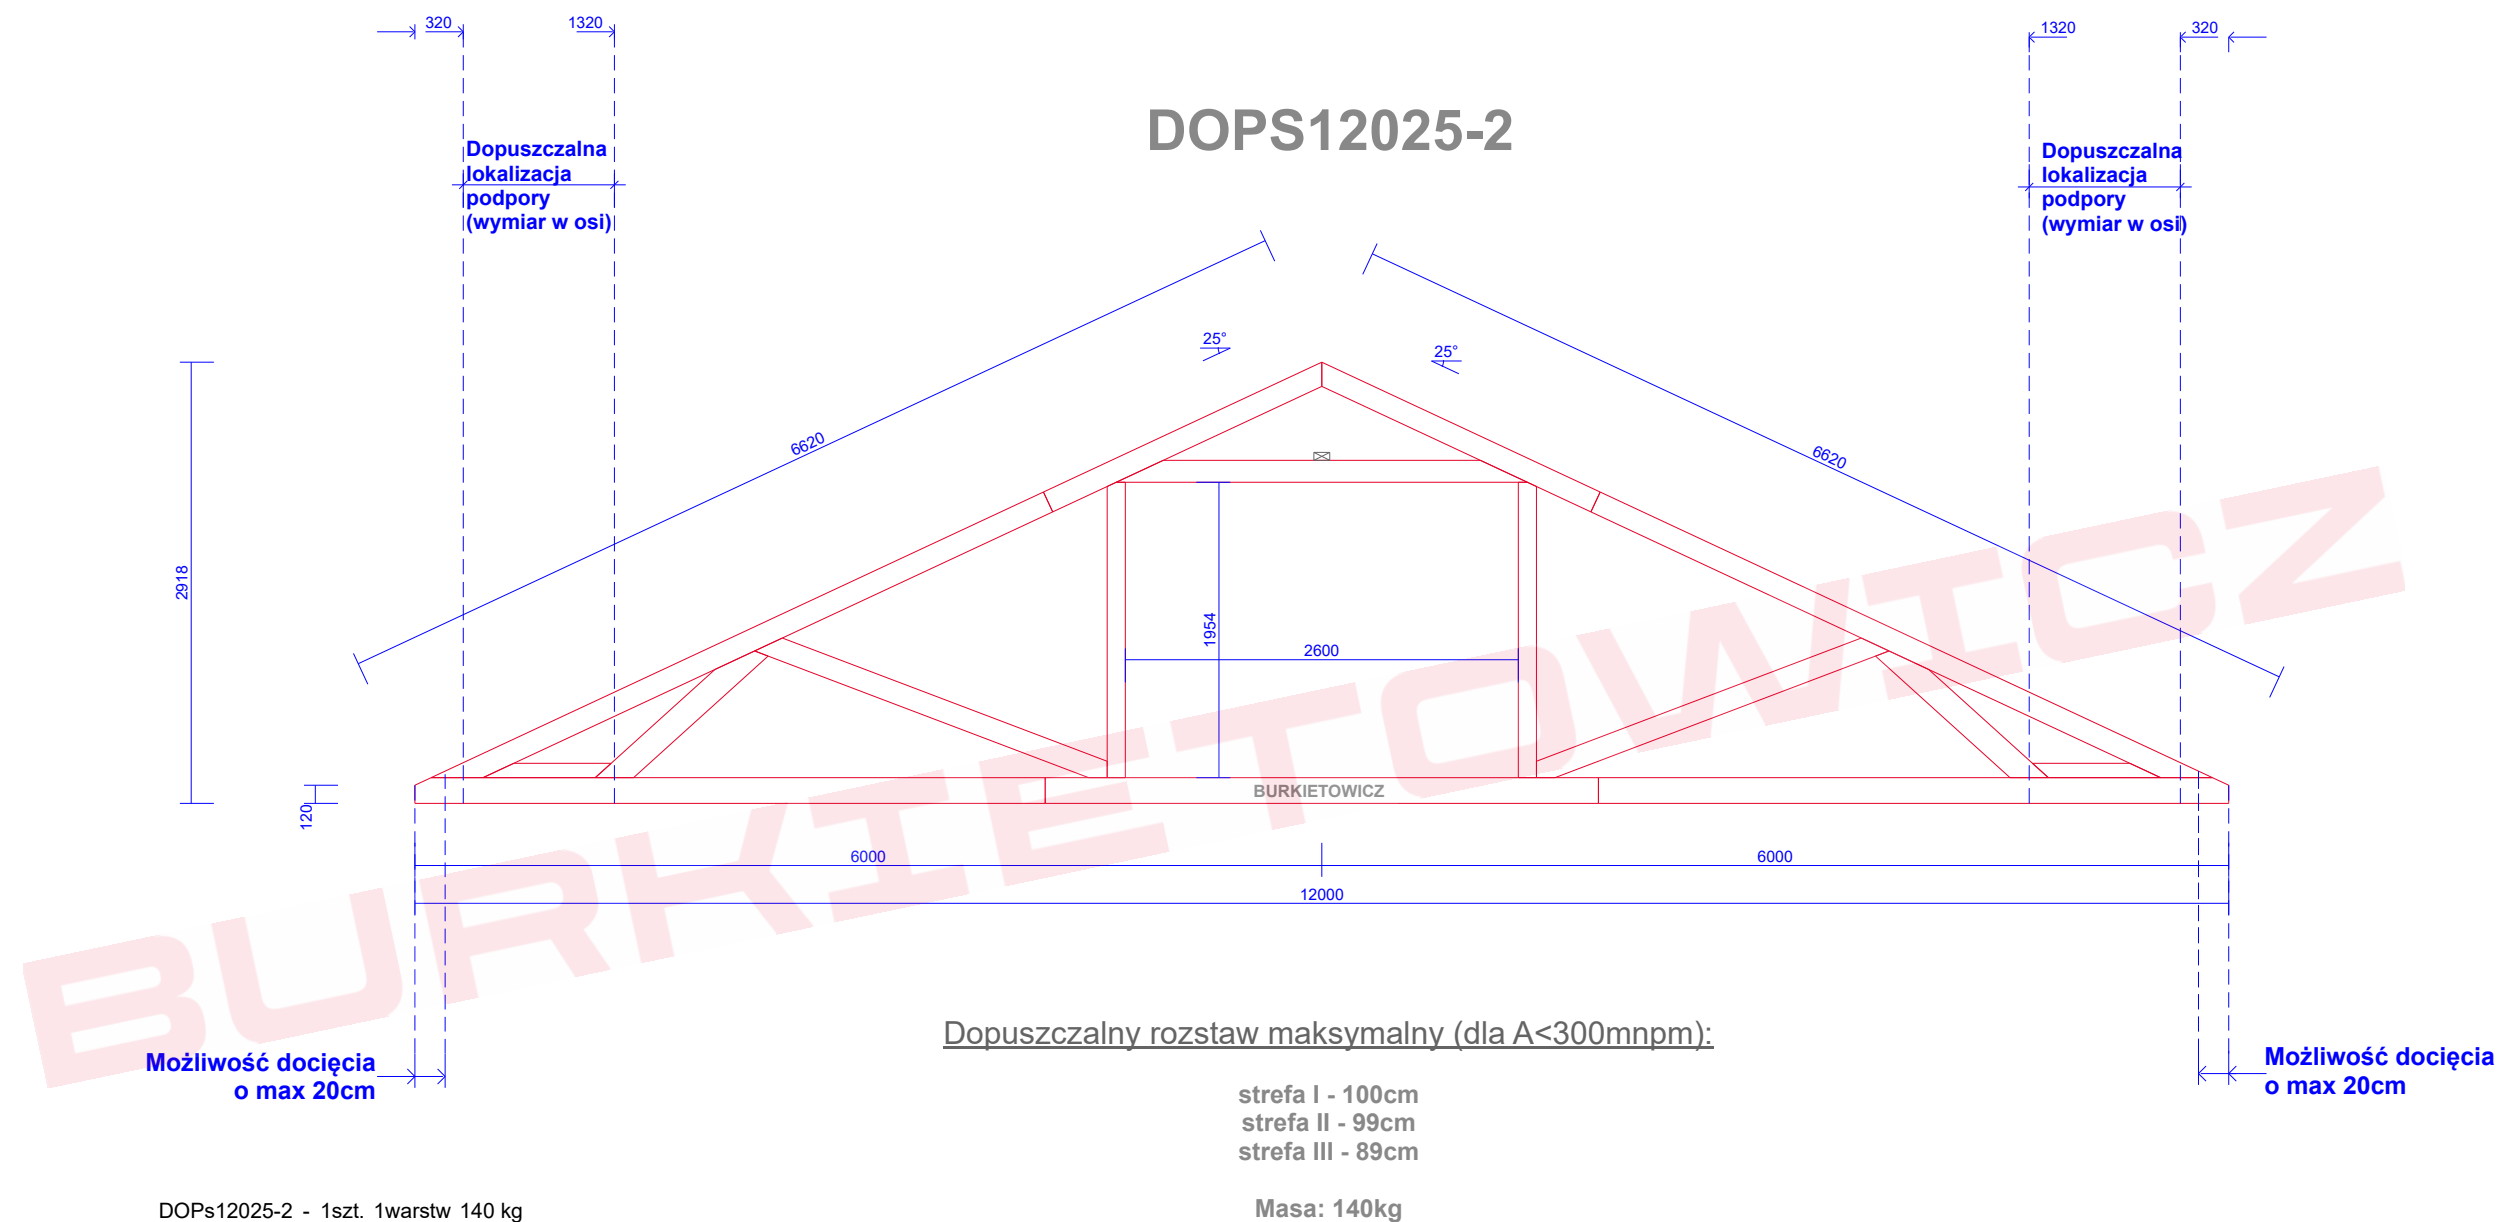 320
1320
1320
320
DOPS12025-2
Dopuszczalna
lokalizacja
podpory
(wymiar w osi)
Dopuszczalna
lokalizacja
podpory
(wymiar w osi)
25°
25°
6620
6620
2918
1954
2600
120
BURKIETOWICZ
6000
6000
12000
BURKIETOWICZ
Dopuszczalny rozstaw maksymalny (dla A<300mnpm):
Możliwość docięcia
o max 20cm
Możliwość docięcia
o max 20cm
strefa I - 100cm
strefa II - 99cm
strefa III - 89cm
Masa: 140kg
DOPs12025-2 - 1szt. 1warstw 140 kg